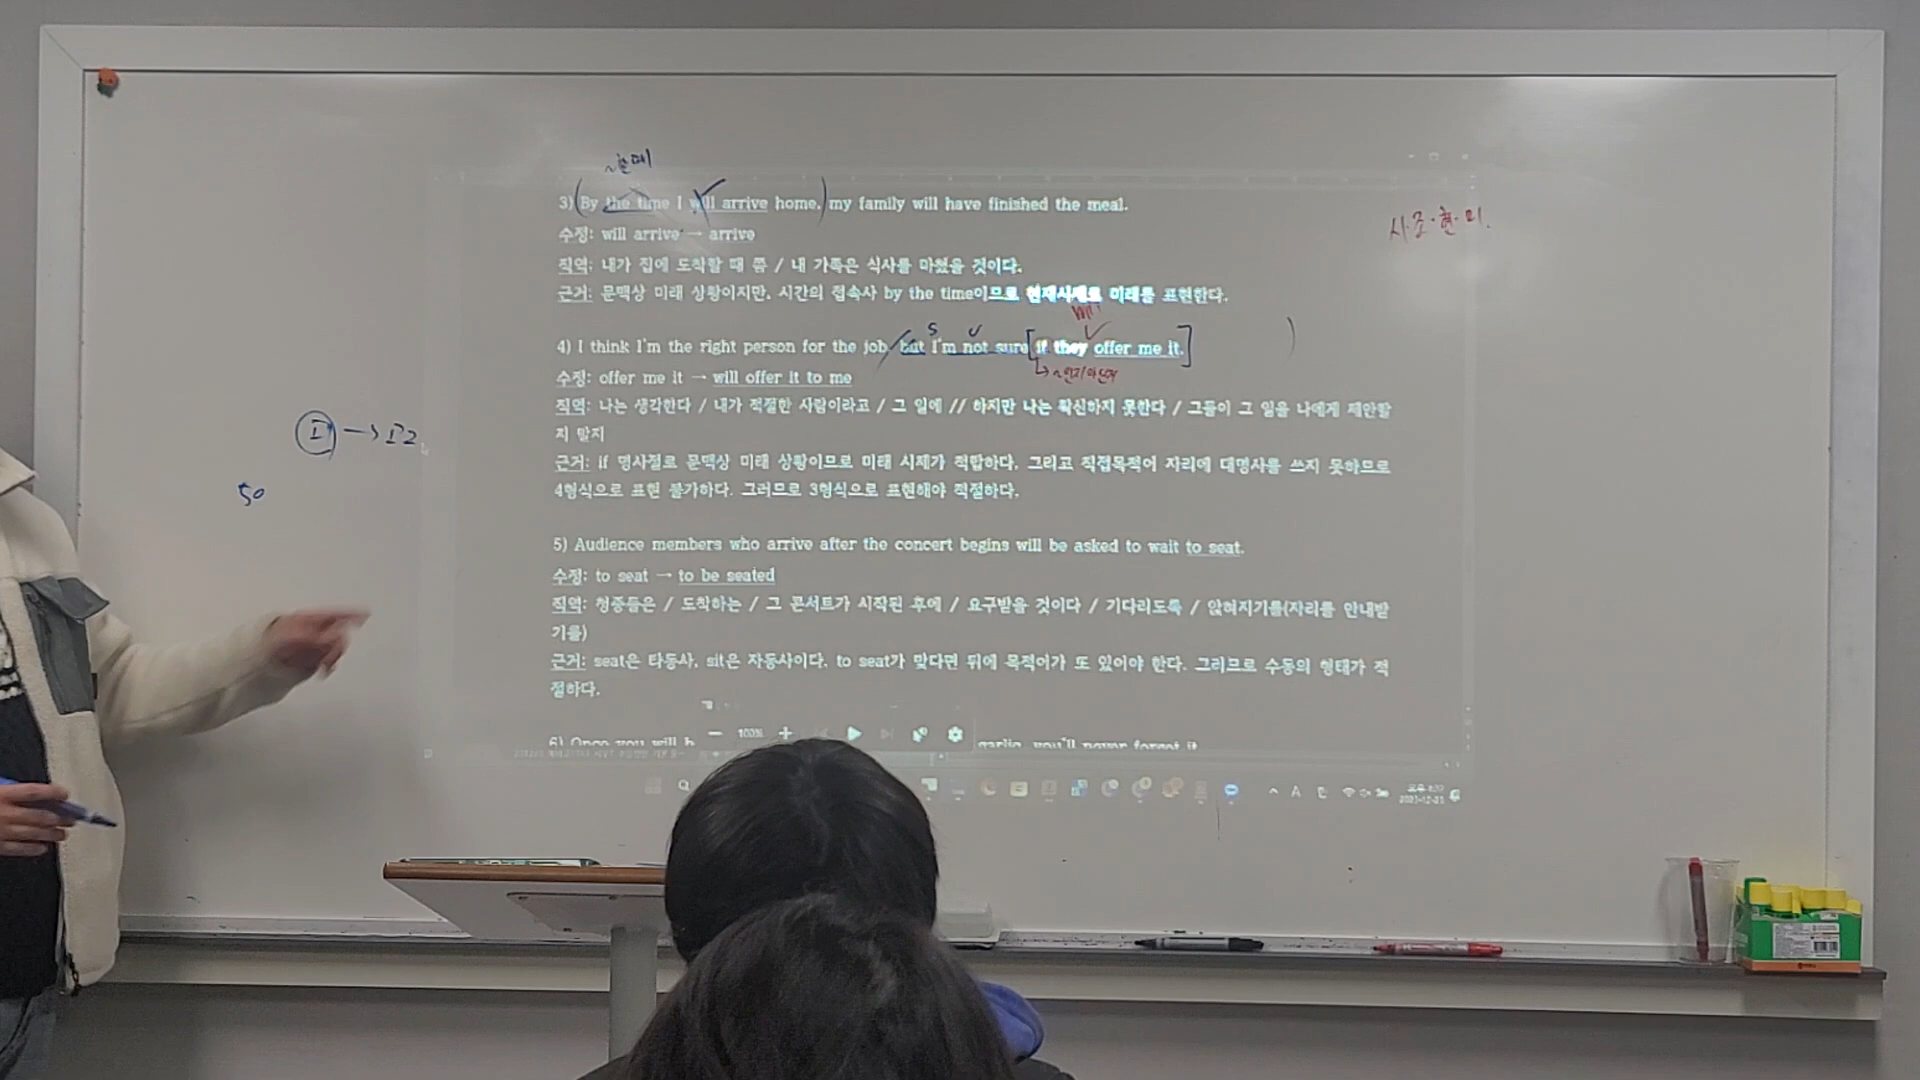 ~할 때
3) By the time I will arrive home, my family will have finished the meal.
시·조·현·미.
수정: will arrive → arrive
직역: 내가 집에 도착할 때 쯤 / 내 가족은 식사를 마쳤을 것이다.
근거: 문맥상 미래 상황이지만, 시간의 접속사 by the time이므로 현재시제로 미래를 표현한다.
will
S V
4) I think I'm the right person for the job, but I'm not sure if they offer me it.
~인지 아닌지
수정: offer me it → will offer it to me
직역: 나는 생각한다 / 내가 적절한 사람이라고 / 그 일에 // 하지만 나는 확신하지 못한다 / 그들이 그 일을 나에게 제안할
지 말지
근거: if 명사절로 문맥상 미래 상황이므로 미래 시제가 적합하다. 그리고 직접목적어 자리에 대명사를 쓰지 못하므로
4형식으로 표현 불가하다. 그러므로 3형식으로 표현해야 적절하다.
5) Audience members who arrive after the concert begins will be asked to wait to seat.
수정: to seat → to be seated
직역: 청중들은 / 도착하는 / 그 콘서트가 시작된 후에 / 요구받을 것이다 / 기다리도록 / 앉혀지기를(자리를 안내받
기를)
근거: seat은 타동사, sit은 자동사이다. to seat가 맞다면 뒤에 목적어가 또 있어야 한다. 그러므로 수동의 형태가 적
절하다.
6) Once you will garlic, you'll never forget it
100%